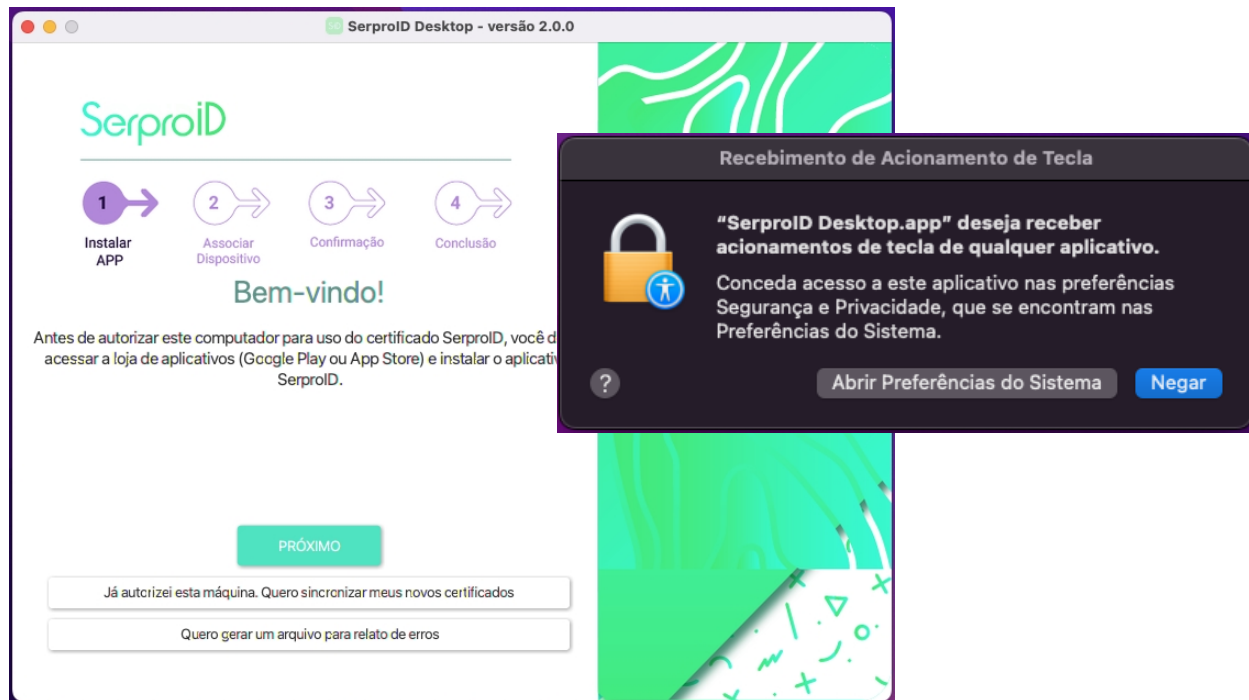 SerproID Desktop - versão 2.0.0
SerproiD
1
2
3
4
Instalar
APP
Associar
Dispositivo
Confirmação
Conclusão
Bem-vindo!
Antes de autorizar este computador para uso do certificado SerproID, você
acessar a loja de aplicativos (Google Play ou App Store) e instalar o
SerproID.
PRÓXIMO
Já autorizei esta máquina. Quero sincronizar meus novos certificados
Quero gerar um arquivo para relato de erros
Recebimento de Acionamento de Tecla
“SerproID Desktop.app” deseja receber
acionamentos de tecla de qualquer aplicativo.
Conceda acesso a este aplicativo nas preferências
Segurança e Privacidade, que se encontram nas
Preferências do Sistema.
?
Abrir Preferências do Sistema
Negar